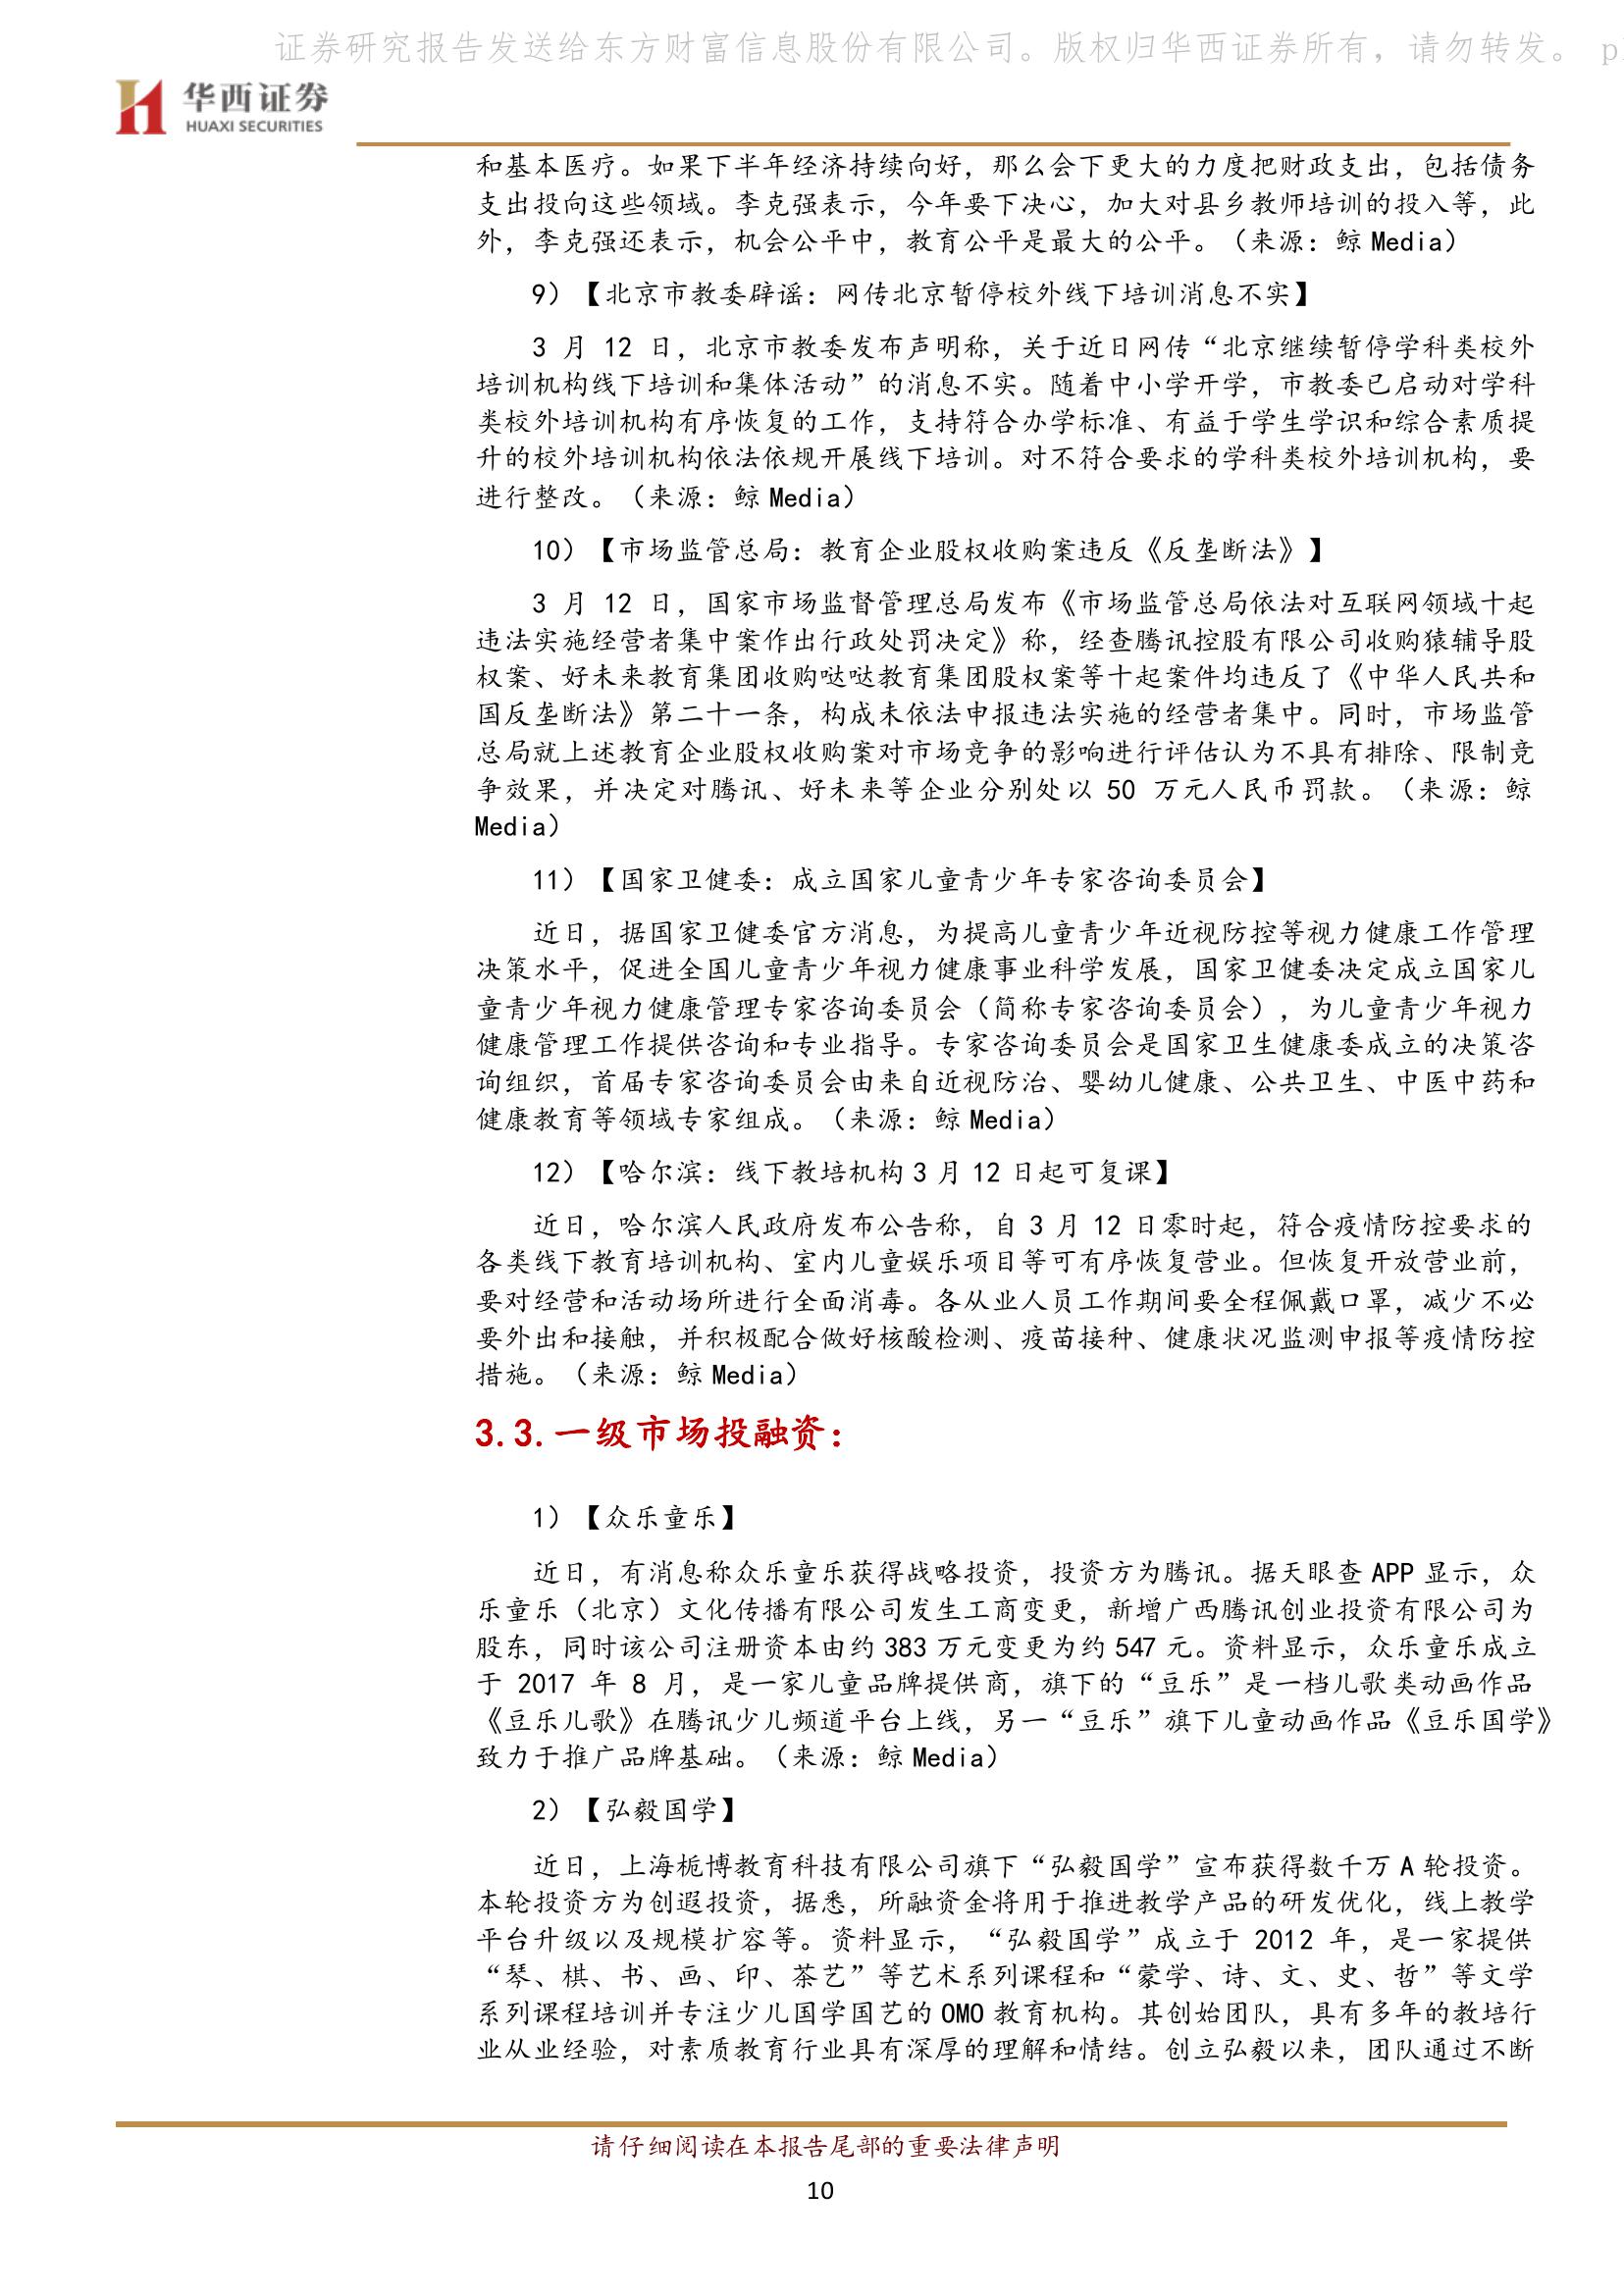 证券研究报告发送给东方财富信息股份有限公司。版权归华西证券所有，请勿转发。 p
华西证券
HUAXI SECURITIES
和基本医疗。如果下半年经济持续向好，那么会下更大的力度把财政支出，包括债务
支出投向这些领域。李克强表示，今年要下决心，加大对县乡教师培训的投入等，此
外，李克强还表示，机会公平中，教育公平是最大的公平。（来源：鲸 Media）
9）【北京市教委辟谣：网传北京暂停校外线下培训消息不实】
3 月 12 日，北京市教委发布声明称，关于近日网传“北京继续暂停学科类校外
培训机构线下培训和集体活动”的消息不实。随着中小学开学，市教委已启动对学科
类校外培训机构有序恢复的工作，支持符合办学标准、有益于学生学识和综合素质提
升的校外培训机构依法依规开展线下培训。对不符合要求的学科类校外培训机构，要
进行整改。（来源：鲸 Media）
10）【市场监管总局：教育企业股权收购案违反《反垄断法》】
3 月 12 日，国家市场监督管理总局发布《市场监管总局依法对互联网领域十起
违法实施经营者集中案作出行政处罚决定》称，经查腾讯控股有限公司收购猿辅导股
权案、好未来教育集团收购哒哒教育集团股权案等十起案件均违反了《中华人民共和
国反垄断法》第二十一条，构成未依法申报违法实施的经营者集中。同时，市场监管
总局就上述教育企业股权收购案对市场竞争的影响进行评估认为不具有排除、限制竞
争效果，并决定对腾讯、好未来等企业分别处以 50 万元人民币罚款。（来源：鲸
Media）
11）【国家卫健委：成立国家儿童青少年专家咨询委员会】
近日，据国家卫健委官方消息，为提高儿童青少年近视防控等视力健康工作管理
决策水平，促进全国儿童青少年视力健康事业科学发展，国家卫健委决定成立国家儿
童青少年视力健康管理专家咨询委员会（简称专家咨询委员会），为儿童青少年视力
健康管理工作提供咨询和专业指导。专家咨询委员会是国家卫生健康委成立的决策咨
询组织，首届专家咨询委员会由来自近视防治、婴幼儿健康、公共卫生、中医中药和
健康教育等领域专家组成。（来源：鲸 Media）
12）【哈尔滨：线下教培机构 3 月 12 日起可复课】
近日，哈尔滨人民政府发布公告称，自 3 月 12 日零时起，符合疫情防控要求的
各类线下教育培训机构、室内儿童娱乐项目等可有序恢复营业。但恢复开放营业前，
要对经营和活动场所进行全面消毒。各从业人员工作期间要全程佩戴口罩，减少不必
要外出和接触，并积极配合做好核酸检测、疫苗接种、健康状况监测申报等疫情防控
措施。（来源：鲸 Media）
3.3.一级市场投融资：
1）【众乐童乐】
近日，有消息称众乐童乐获得战略投资，投资方为腾讯。据天眼查 APP 显示，众
乐童乐（北京）文化传播有限公司发生工商变更，新增广西腾讯创业投资有限公司为
股东，同时该公司注册资本由约 383 万元变更为约 547 元。资料显示，众乐童乐成立
于 2017 年 8 月，是一家儿童品牌提供商，旗下的“豆乐”是一档儿歌类动画作品
《豆乐儿歌》在腾讯少儿频道平台上线，另一“豆乐”旗下儿童动画作品《豆乐国学》
致力于推广品牌基础。（来源：鲸 Media）
2）【弘毅国学】
近日，上海栀博教育科技有限公司旗下“弘毅国学”宣布获得数千万 A 轮投资。
本轮投资方为创遐投资，据悉，所融资金将用于推进教学产品的研发优化，线上教学
平台升级以及规模扩容等。资料显示，“弘毅国学”成立于 2012 年，是一家提供
“琴、棋、书、画、印、茶艺”等艺术系列课程和“蒙学、诗、文、史、哲”等文学
系列课程培训并专注少儿国学国艺的 OMO 教育机构。其创始团队，具有多年的教培行
业从业经验，对素质教育行业具有深厚的理解和情结。创立弘毅以来，团队通过不断
请仔细阅读在本报告尾部的重要法律声明
10